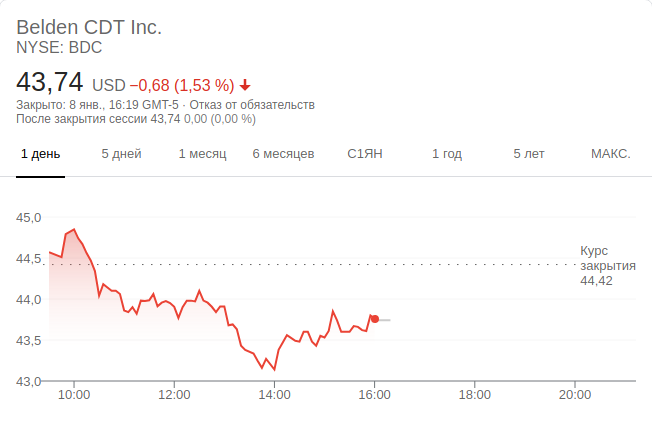 Belden CDT Inc.
NYSE: BDC
43,74 USD −0,68 (1,53 %)
Закрыто: 8 янв., 16:19 GMT-5 · Отказ от обязательств
После закрытия сессии 43,74 0,00 (0,00 %)
1 день 5 дней 1 месяц 6 месяцев С1ЯН 1 год 5 лет МАКС.
45,0
44,5
44,0
43,5
43,0
Курс
закрытия
44,42
10:00 12:00 14:00 16:00 18:00 20:00